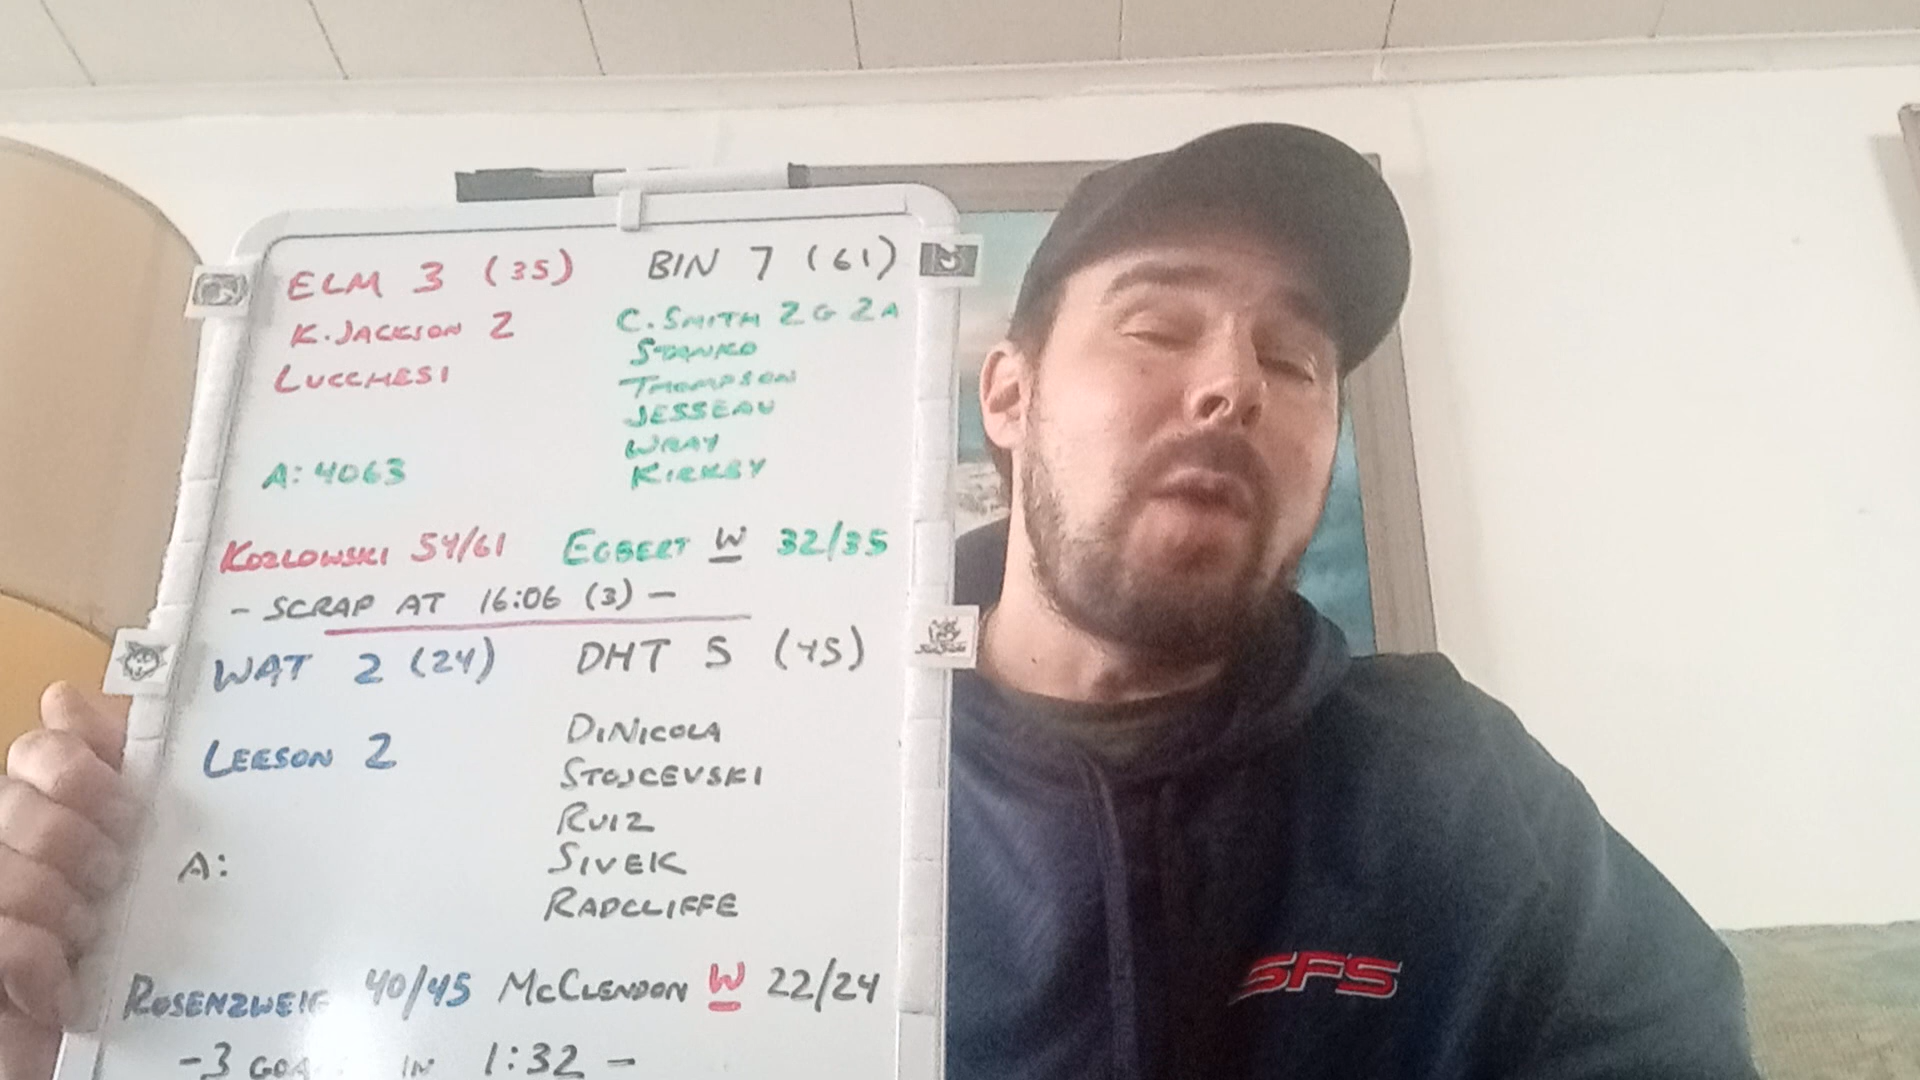 ELM 3 (35) BIN 7 (61)
K. JACKSON 2
LUCCHESI
C. SMITH 2G 2A
STANKO
THOMPSON
JESSEAU
WRAY
KIRKBY
A: 4063
KOZLOWSKI 54/61 EGBERT W 32/35
- SCRAP AT 16:06 (3) -
WAT 2 (24) DHT 5 (45)
LEESON 2
DINICOLA
STOJCEVSKI
RUIZ
SIVEK
RADCLIFFE
A:
ROSENZWEIG 40/45 MCCLENDON W 22/24
-3 IN 1:32 -
SFS